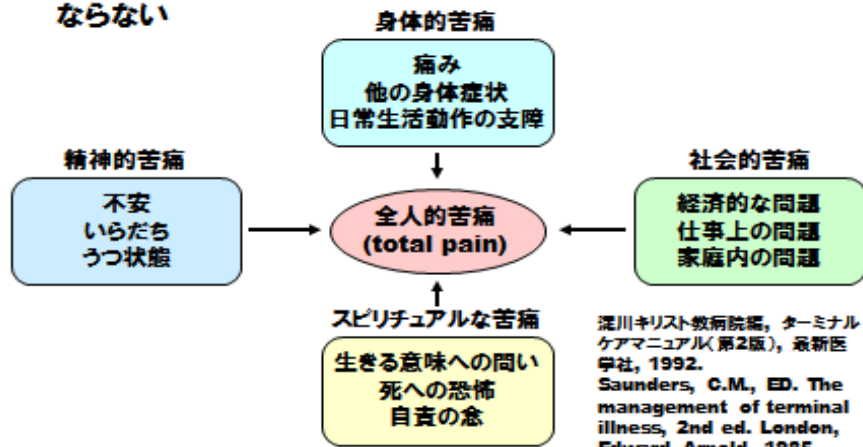 ならない
身体的苦痛
痛み
他の身体症状
日常生活動作の支障
精神的苦痛
不安
いらだち
うつ状態
全人的苦痛
(total pain)
社会的苦痛
経済的な問題
仕事上の問題
家庭内の問題
スピリチュアルな苦痛
生きる意味への問い
死への恐怖
自責の念
淀川キリスト教病院編, ターミナル
ケアマニュアル(第2版), 最新医
学社, 1992.
Saunders, C.M., ED. The
management of terminal
illness, 2nd ed. London,
Edward Arnold, 1985